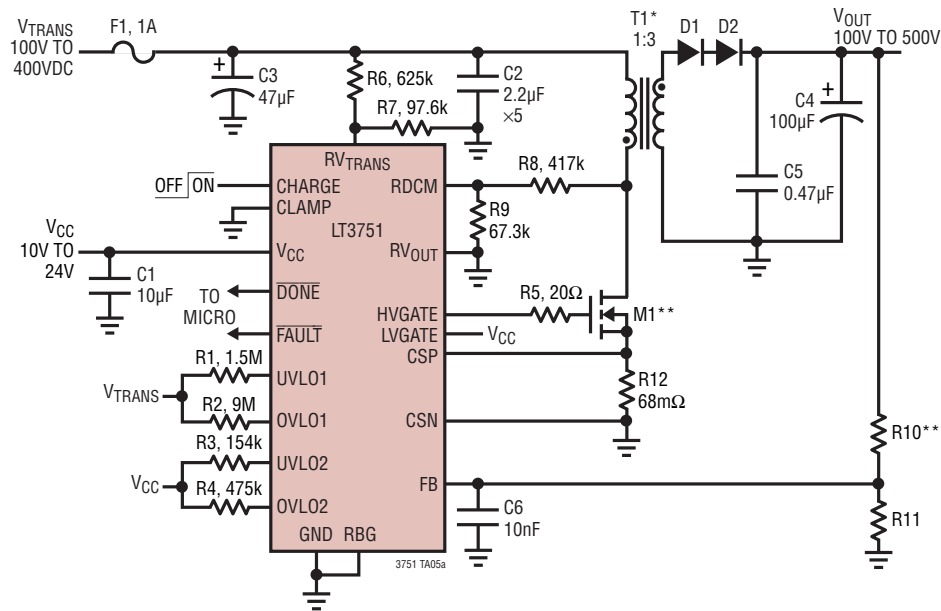 VTRANS
100V TO
400VDC
F1, 1A
+
C3
47µF
R6, 625k
R7, 97.6k
C2
2.2µF
×5
T1*
1:3
D1
D2
VOUT
100V TO 500V
+
C4
100µF
C5
0.47µF
OFF ON
RVTRANS
CHARGE
CLAMP
LT3751
RDCM
R8, 417k
R9
67.3k
RVOUT
VCC
10V TO
24V
C1
10µF
VCC
TO
MICRO
DONE
FAULT
HVGATE
LVGATE
VCC
CSP
R5, 20Ω
M1**
R12
68mΩ
CSN
VTRANS
R1, 1.5M
UVLO1
R2, 9M
OVLO1
VCC
R3, 154k
UVLO2
R4, 475k
OVLO2
FB
C6
10nF
R10**
R11
GND RBG
3751 TA05a